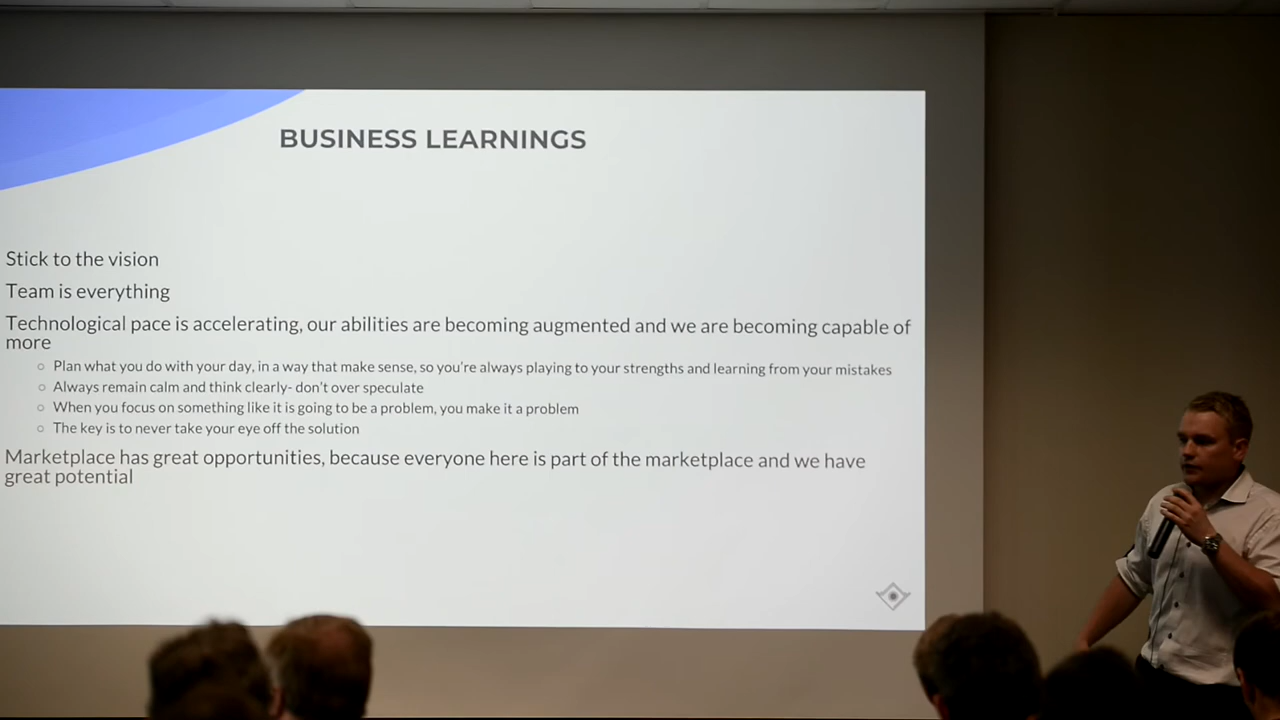 BUSINESS LEARNINGS
Stick to the vision
Team is everything
Technological pace is accelerating, our abilities are becoming augmented and we are becoming capable of
more
○ Plan what you do with your day, in a way that make sense, so you're always playing to your strengths and learning from your mistakes
○ Always remain calm and think clearly- don't over speculate
○ When you focus on something like it is going to be a problem, you make it a problem
○ The key is to never take your eye off the solution
Marketplace has great opportunities, because everyone here is part of the marketplace and we have
great potential